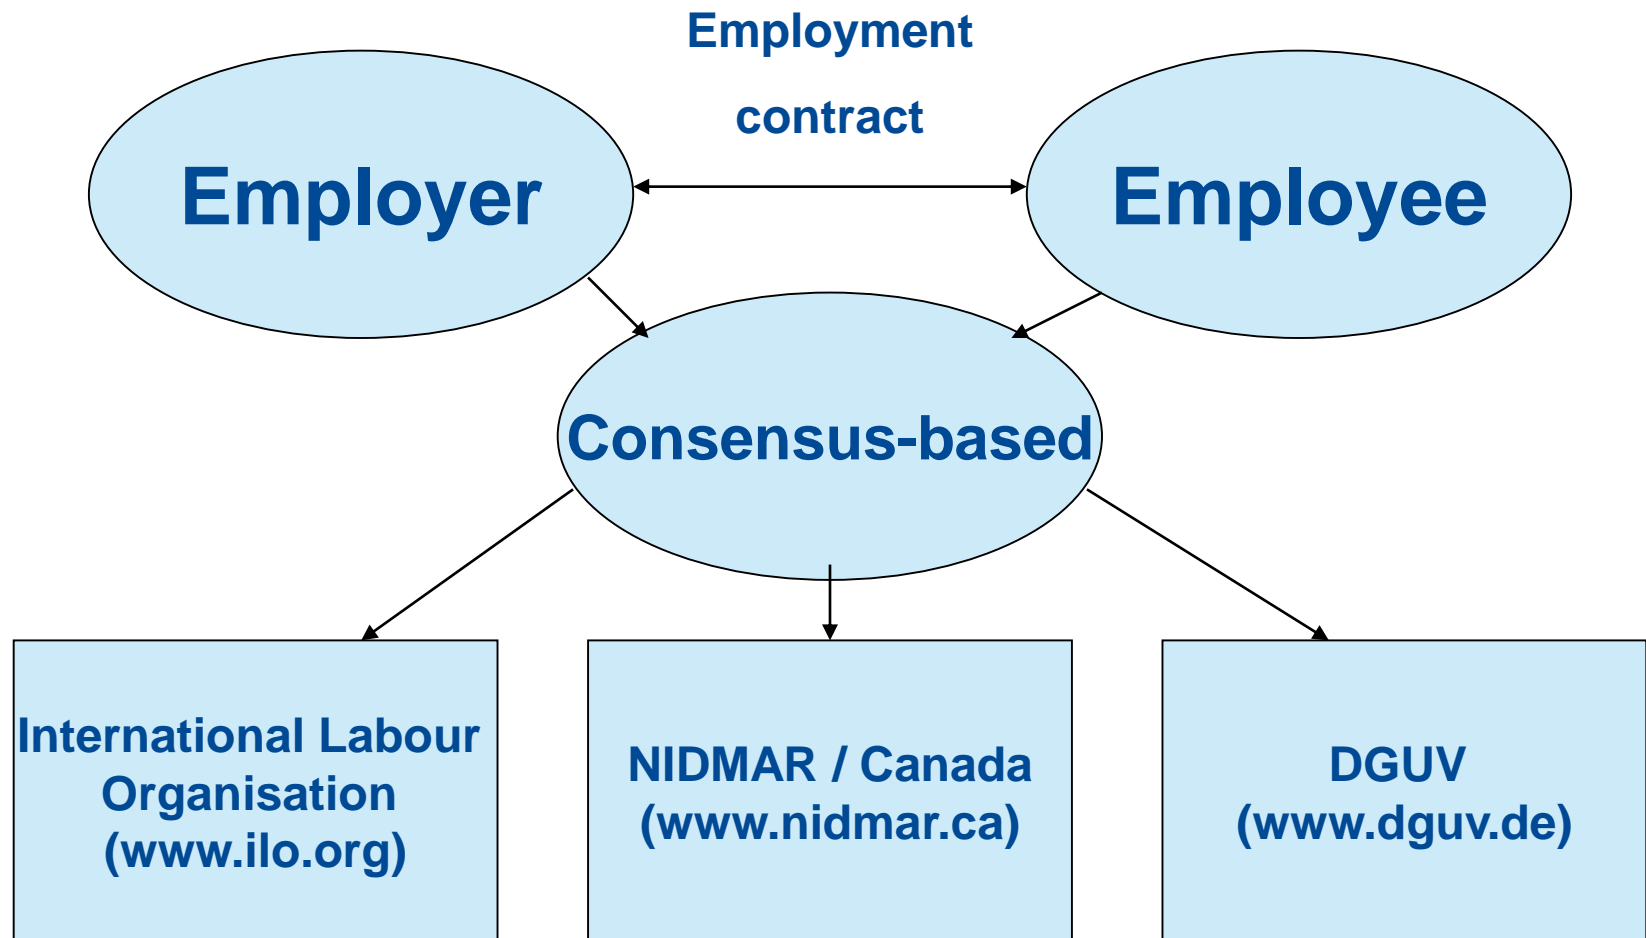 Employment
contract
Employer
Employee
Consensus-based
International Labour
Organisation
(www.ilo.org)
NIDMAR / Canada
(www.nidmar.ca)
DGUV
(www.dguv.de)